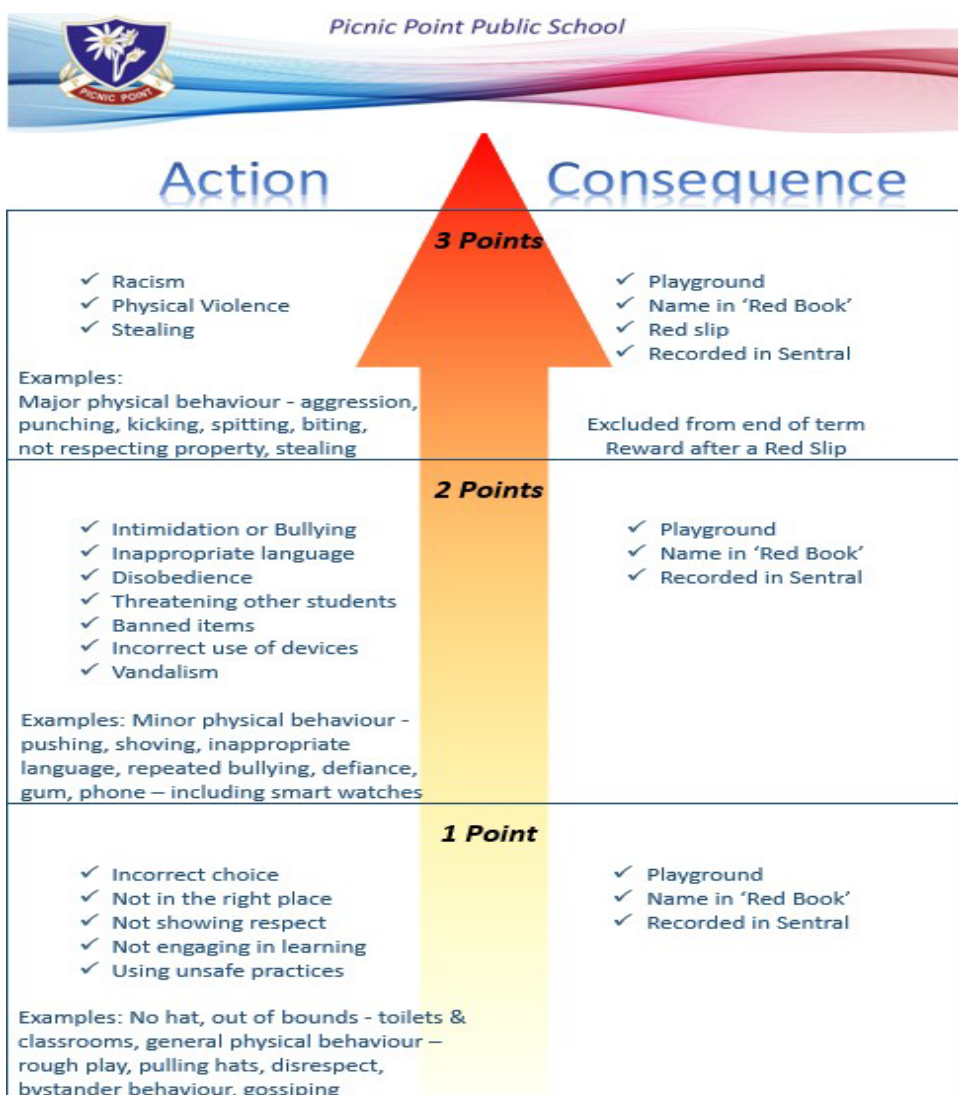 Picnic Point Public School
PICNIC POINT
Action
Consequence
3 Points
✓ Racism
✓ Physical Violence
✓ Stealing
Examples:
Major physical behaviour - aggression,
punching, kicking, spitting, biting,
not respecting property, stealing
✓ Playground
✓ Name in ‘Red Book’
✓ Red slip
✓ Recorded in Sentral
Excluded from end of term
Reward after a Red Slip
2 Points
✓ Intimidation or Bullying
✓ Inappropriate language
✓ Disobedience
✓ Threatening other students
✓ Banned items
✓ Incorrect use of devices
✓ Vandalism
Examples: Minor physical behaviour -
pushing, shoving, inappropriate
language, repeated bullying, defiance,
gum, phone – including smart watches
✓ Playground
✓ Name in ‘Red Book’
✓ Recorded in Sentral
1 Point
✓ Incorrect choice
✓ Not in the right place
✓ Not showing respect
✓ Not engaging in learning
✓ Using unsafe practices
Examples: No hat, out of bounds - toilets &
classrooms, general physical behaviour –
rough play, pulling hats, disrespect,
bystander behaviour, gossiping
✓ Playground
✓ Name in ‘Red Book’
✓ Recorded in Sentral